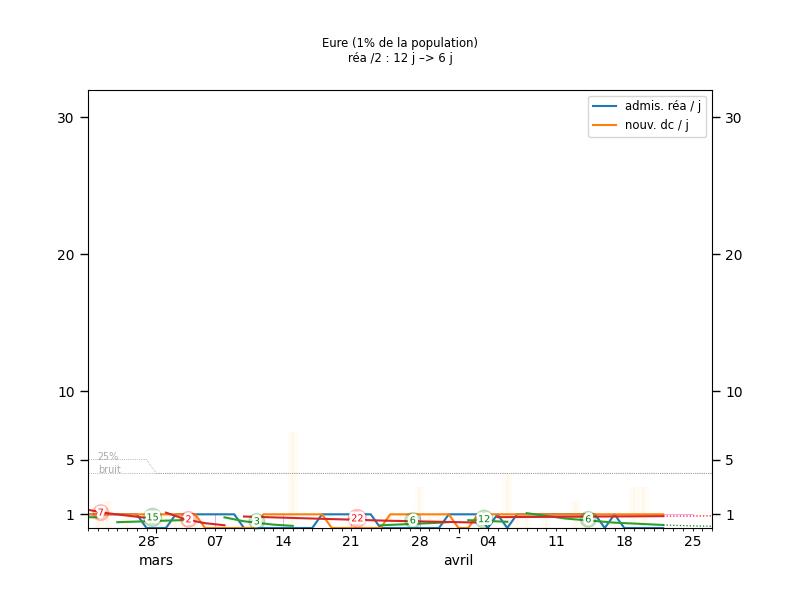 Eure (1% de la population)
réa /2 : 12 j –> 6 j
admis. réa / j
nouv. dc / j
30
30
20
20
10
10
5
5
1
1
25%
bruit
7
15
2
3
22
6
12
6
28 07 14 21 28 04 11 18 25
mars avril